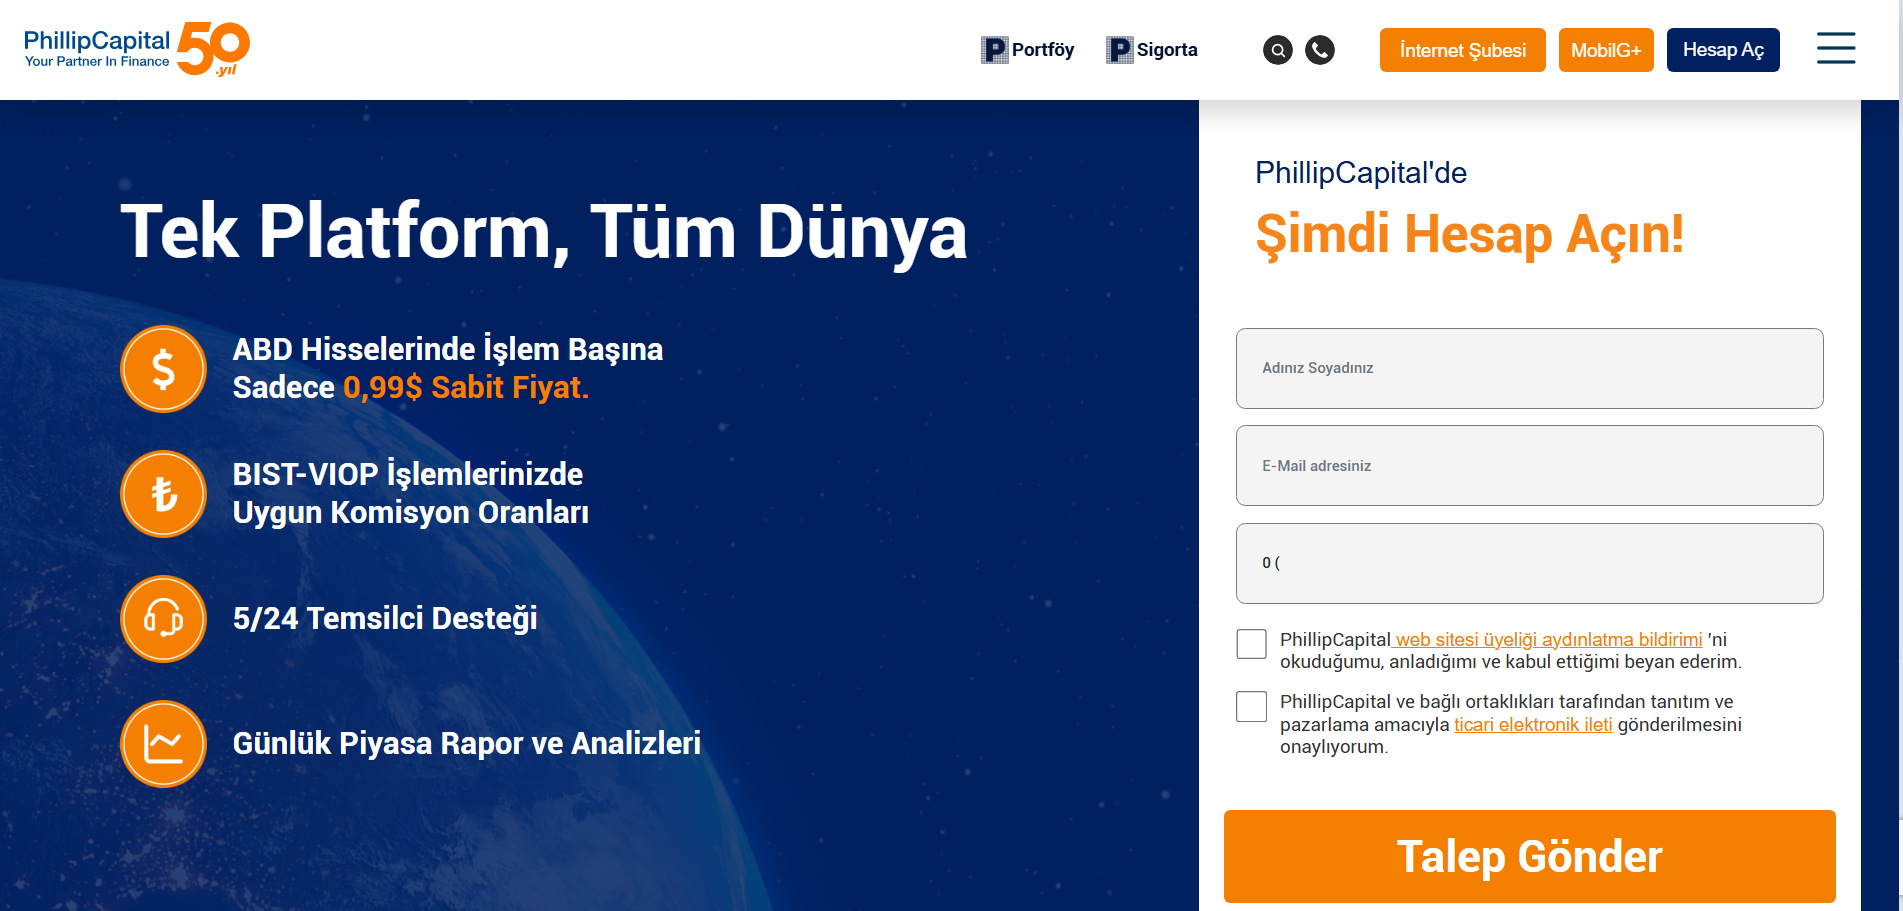 PhillipCapital
Your Partner In Finance
50
.yıl
Portföy
Sigorta
İnternet Şubesi
MobilG+
Hesap Aç
Tek Platform, Tüm Dünya
ABD Hisselerinde İşlem Başına
Sadece 0,99$ Sabit Fiyat.
BIST-VIOP İşlemlerinizde
Uygun Komisyon Oranları
5/24 Temsilci Desteği
Günlük Piyasa Rapor ve Analizleri
PhillipCapital'de
Şimdi Hesap Açın!
Adınız Soyadınız
E-Mail adresiniz
0 (
PhillipCapital web sitesi üyeliği aydınlatma bildirimi 'ni
okuduğumu, anladığımı ve kabul ettiğimi beyan ederim.
PhillipCapital ve bağlı ortaklıkları tarafından tanıtım ve
pazarlama amacıyla ticari elektronik ileti gönderilmesini
onaylıyorum.
Talep Gönder